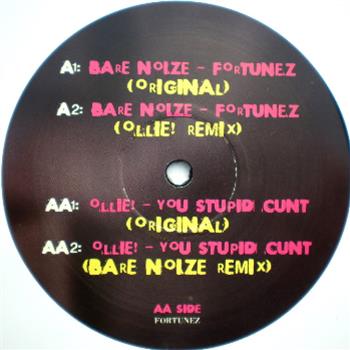 A1: BARE NOIZE - FORTUNEZ
(ORIGINAL)
A2: BARE NOIZE - FORTUNEZ
(OLLIE! REMIX)
AA1: OLLIE! - YOU STUPID CUNT
(ORIGINAL)
AA2: OLLIE! - YOU STUPID CUNT
(BARE NOIZE REMIX)
AA SIDE
FORTUNEZ